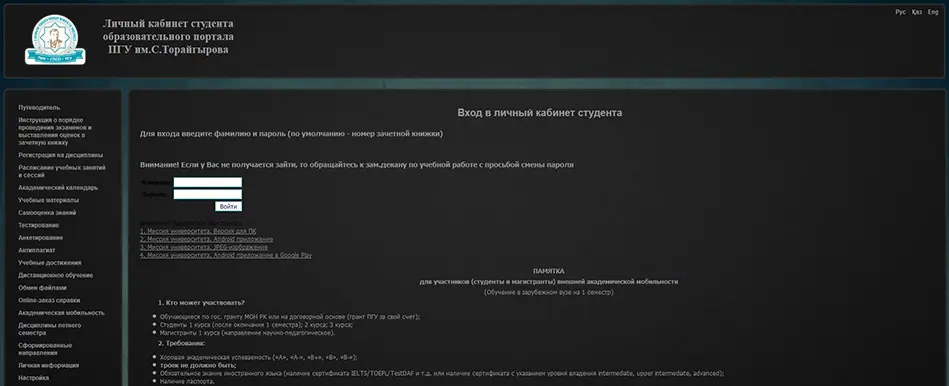 Рус Қаз Eng
Личный кабинет студента
образовательного портала
ПГУ им.С.Торайгырова
Путеводитель
Инструкция о порядке
проведения экзаменов и
выставления оценок в
зачетную книжку
Регистрация на дисциплины
Расписание учебных занятий
и сессий
Академический календарь
Учебные материалы
Самооценка знаний
Тестирование
Анкетирование
Антиплагиат
Учебные достижения
Дистанционное обучение
Обмен файлами
Online-заказ справки
Академическая мобильность
Дисциплины летнего
семестра
Сформированные
направления
Личная информация
Настройка
Вход в личный кабинет студента
Для входа введите фамилию и пароль (по умолчанию - номер зачетной книжки)
Внимание! Если у Вас не получается зайти, то обращайтесь к зам.декану по учебной работе с просьбой смены пароля
Войти
1. Миссия университета. Версия для ПК
2. Миссия университета. Android приложение
3. Миссия университета. JPEG-изображение
4. Миссия университета. Android приложение в Google Play
ПАМЯТКА
для участников (студенты и магистранты) внешней академической мобильности
(Обучение в зарубежном вузе на 1 семестр)
1. Кто может участвовать?
Обучающиеся по гос. гранту МОН РК или на договорной основе (грант ПГУ за свой счет);
Студенты 1 курса (после окончания 1 семестра); 2 курса; 3 курса;
Магистранты 1 курса (направление научно-педагогическое).
2. Требования:
Хорошая академическая успеваемость («А», «А-», «В+», «В», «В-»);
троек не должно быть;
Обязательное знание иностранного языка (наличие сертификата IELTS/TOEFL/TestDAF и т.д. или наличие сертификата с указанием уровня владения intermediate, upper intermediate, advanced);
Наличие паспорта.